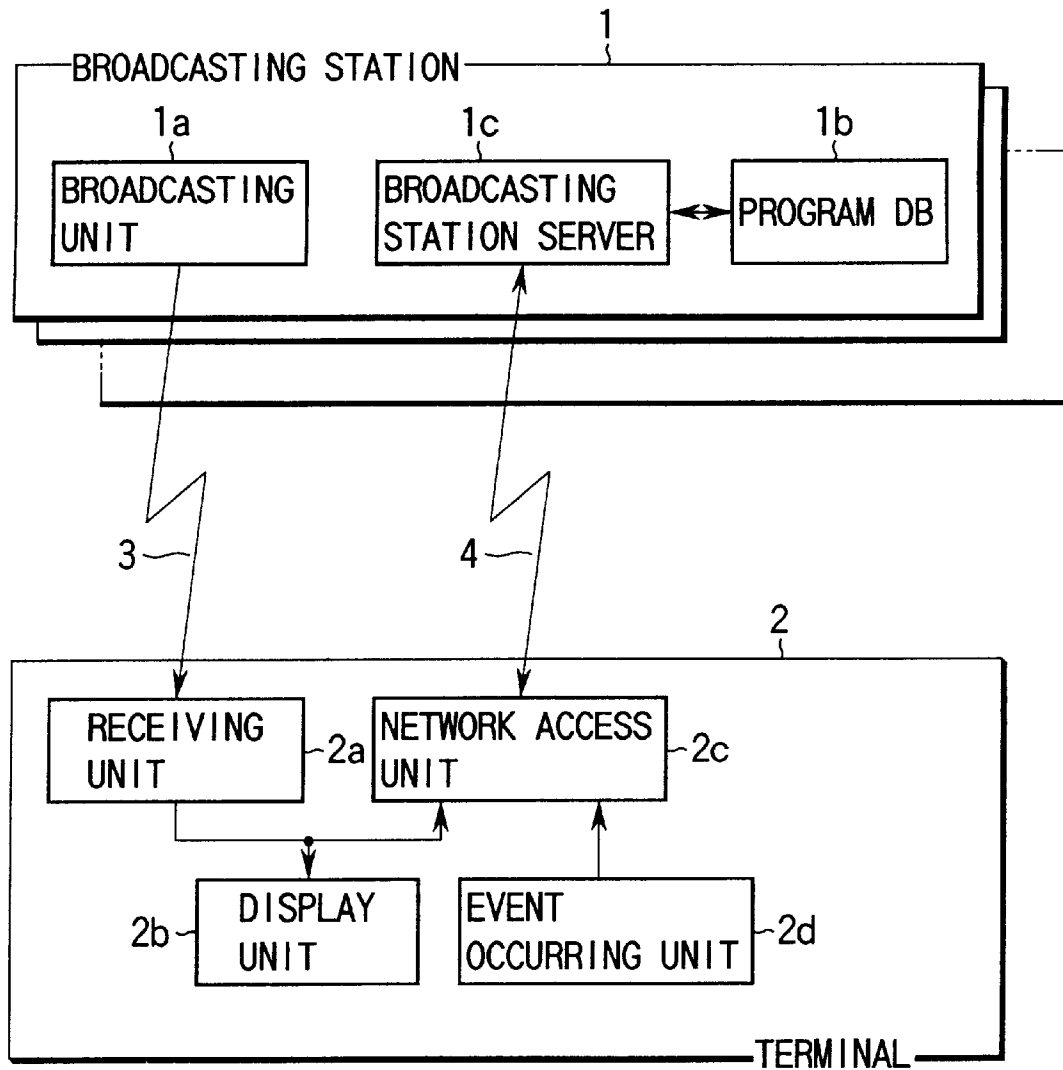 1
BROADCASTING STATION
1a
1c
1b
BROADCASTING
UNIT
BROADCASTING
STATION SERVER
PROGRAM DB
3
4
2
RECEIVING
UNIT
2a
NETWORK ACCESS
UNIT
2c
2b
DISPLAY
UNIT
EVENT
OCCURRING UNIT
2d
TERMINAL